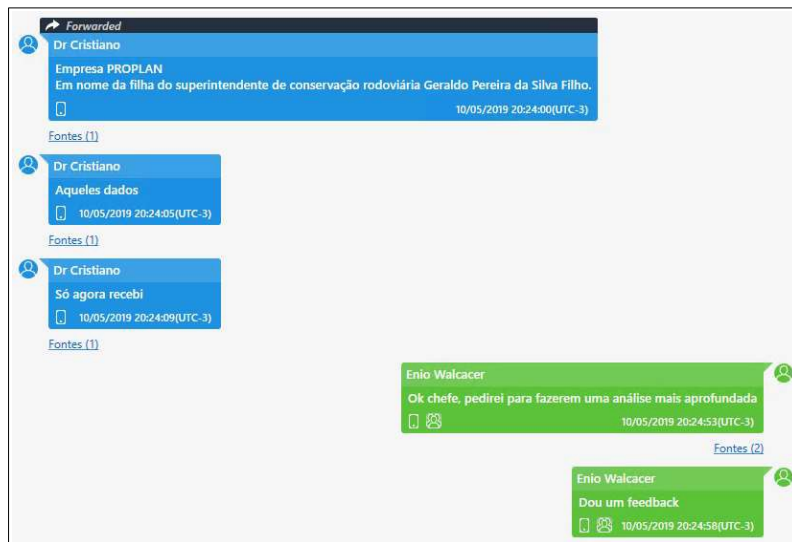 Forwarded
Dr Cristiano
Empresa PROPLAN
Em nome da filha do superintendente de conservação rodoviária Geraldo Pereira da Silva Filho.
10/05/2019 20:24:00(UTC-3)
Fontes (1)
Dr Cristiano
Aqueles dados
10/05/2019 20:24:05(UTC-3)
Fontes (1)
Dr Cristiano
Só agora recebi
10/05/2019 20:24:09(UTC-3)
Fontes (1)
Enio Walcacer
Ok chefe, pedirei para fazerem uma análise mais aprofundada
10/05/2019 20:24:53(UTC-3)
Fontes (2)
Enio Walcacer
Dou um feedback
10/05/2019 20:24:58(UTC-3)